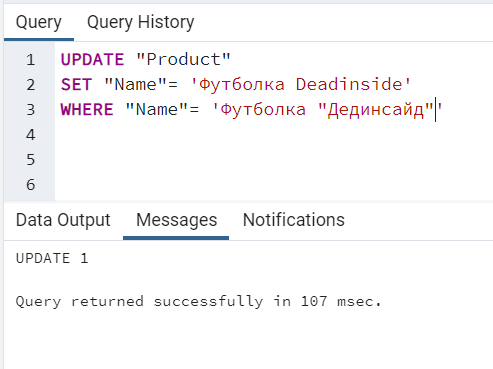 Query Query History
1 UPDATE "Product"
2 SET "Name"= 'Футболка Deadinside'
3 WHERE "Name"= 'Футболка "Дединсайд"'
4
5
6
Data Output Messages Notifications
UPDATE 1
Query returned successfully in 107 msec.